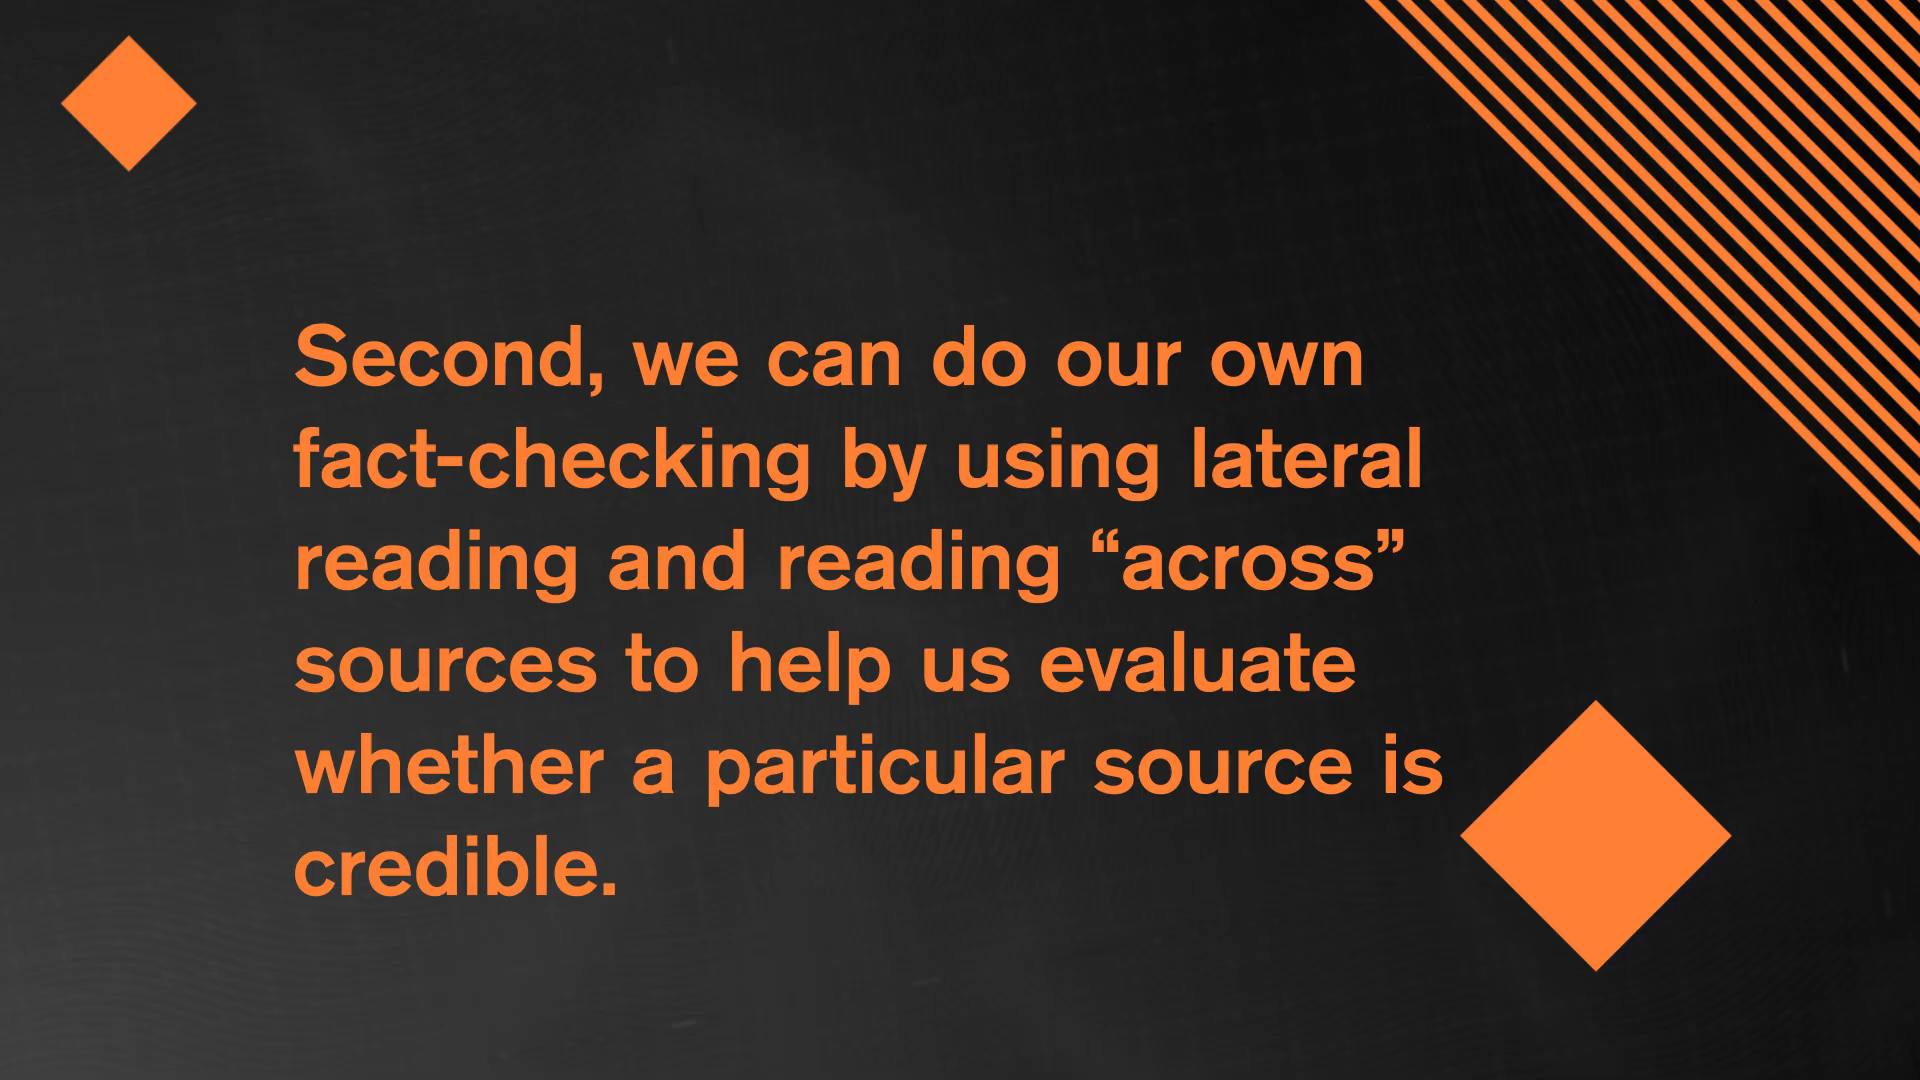 Second, we can do our own
fact-checking by using lateral
reading and reading “across”
sources to help us evaluate
whether a particular source is
credible.